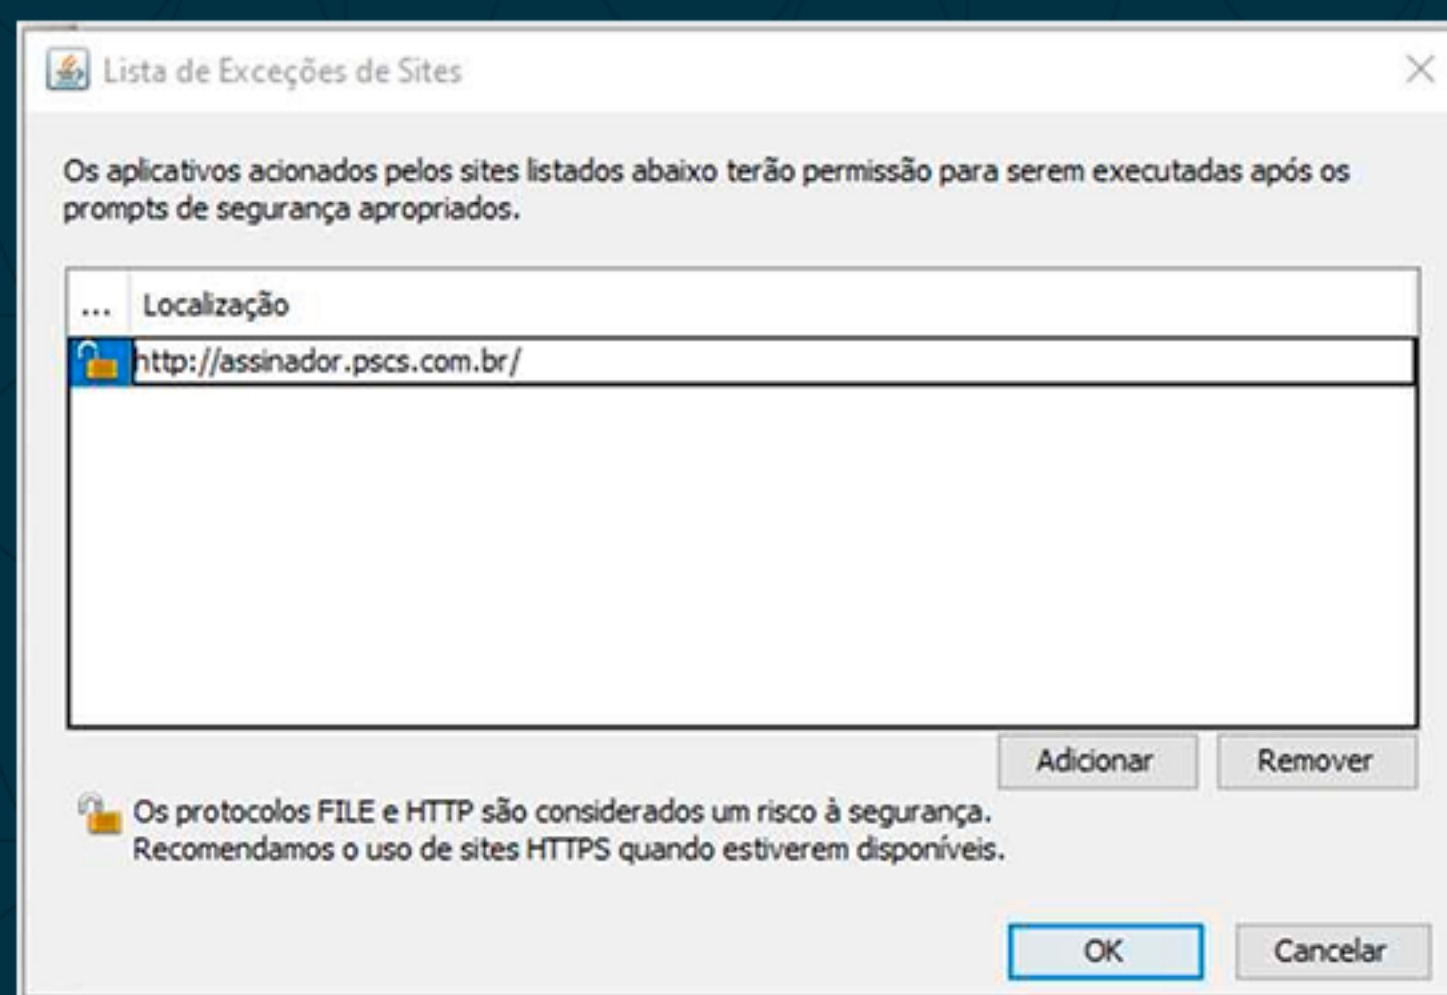 Lista de Exceções de Sites
Os aplicativos acionados pelos sites listados abaixo terão permissão para serem executadas após os
prompts de segurança apropriados.
... Localização
http://assinador.pscs.com.br/
Adicionar Remover
Os protocolos FILE e HTTP são considerados um risco à segurança.
Recomendamos o uso de sites HTTPS quando estiverem disponíveis.
OK Cancelar